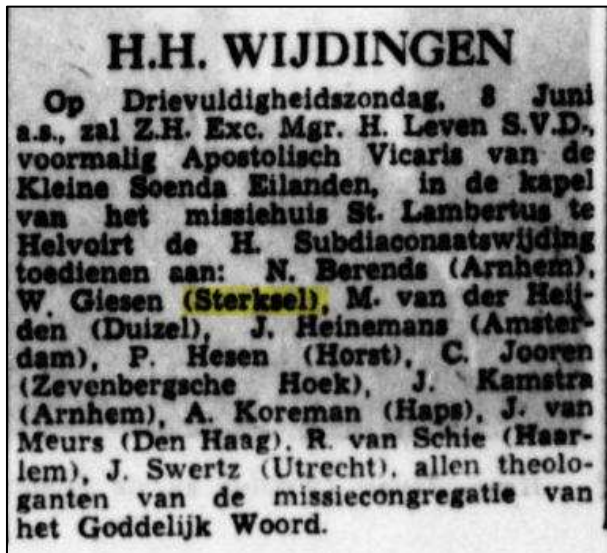 H.H. WIJDINGEN
Op Drievuldigheidszondag, 8 Juni
a.s., zal Z.H. Exc. Mgr. H. Leven S.V.D.,
voormalig Apostolisch Vicaris van de
Kleine Soenda Eilanden, in de kapel
van het missiehuis St. Lambertus te
Helvoirt de H. Subdiaconaatswijding
toedienen aan: N. Berends (Arnhem),
W. Giesen (Sterksel), M. van der Heij-
den (Duizel), J. Heinemans (Amster-
dam), P. Hesen (Horst), C. Jooren
(Zevenbergsche Hoek), J. Kamstra
(Arnhem), A. Koreman (Haps), J. van
Meurs (Den Haag), R. van Schie (Haar-
lem), J. Swertz (Utrecht), allen theolo-
ganten van de missiecongregatie van
het Goddelijk Woord.